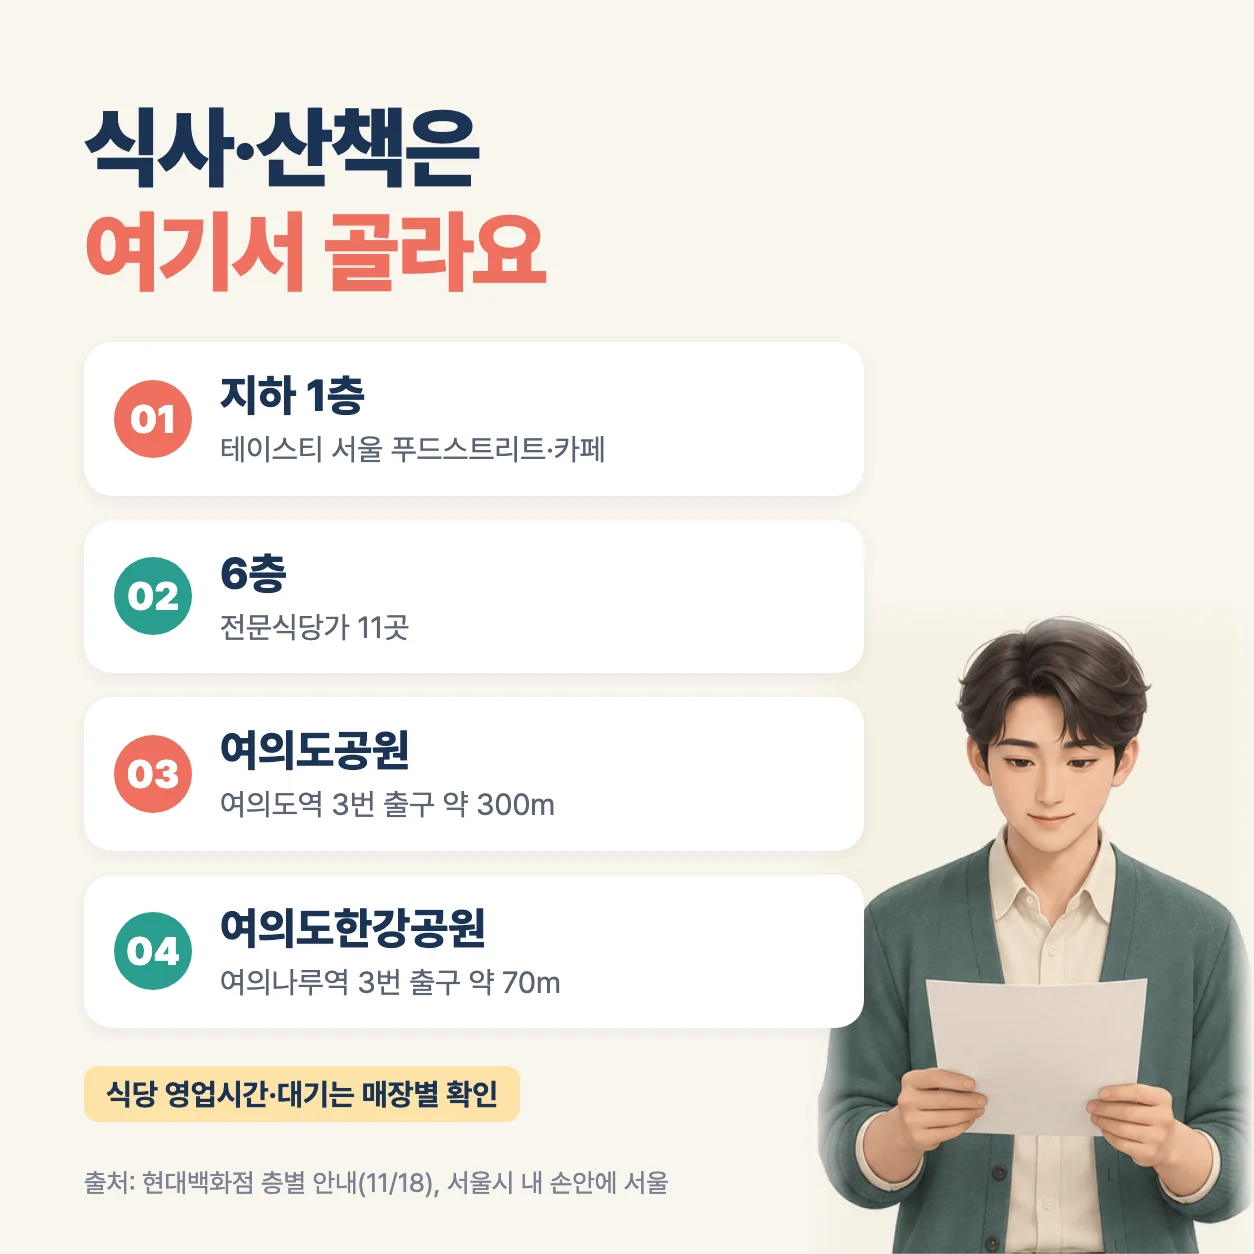 식사·산책은
여기서 골라요
01
지하 1층
테이스티 서울 푸드스트리트·카페
02
6층
전문식당가 11곳
03
여의도공원
여의도역 3번 출구 약 300m
04
여의도한강공원
여의나루역 3번 출구 약 70m
식당 영업시간·대기는 매장별 확인
출처: 현대백화점 층별 안내(11/18), 서울시 내 손안에 서울